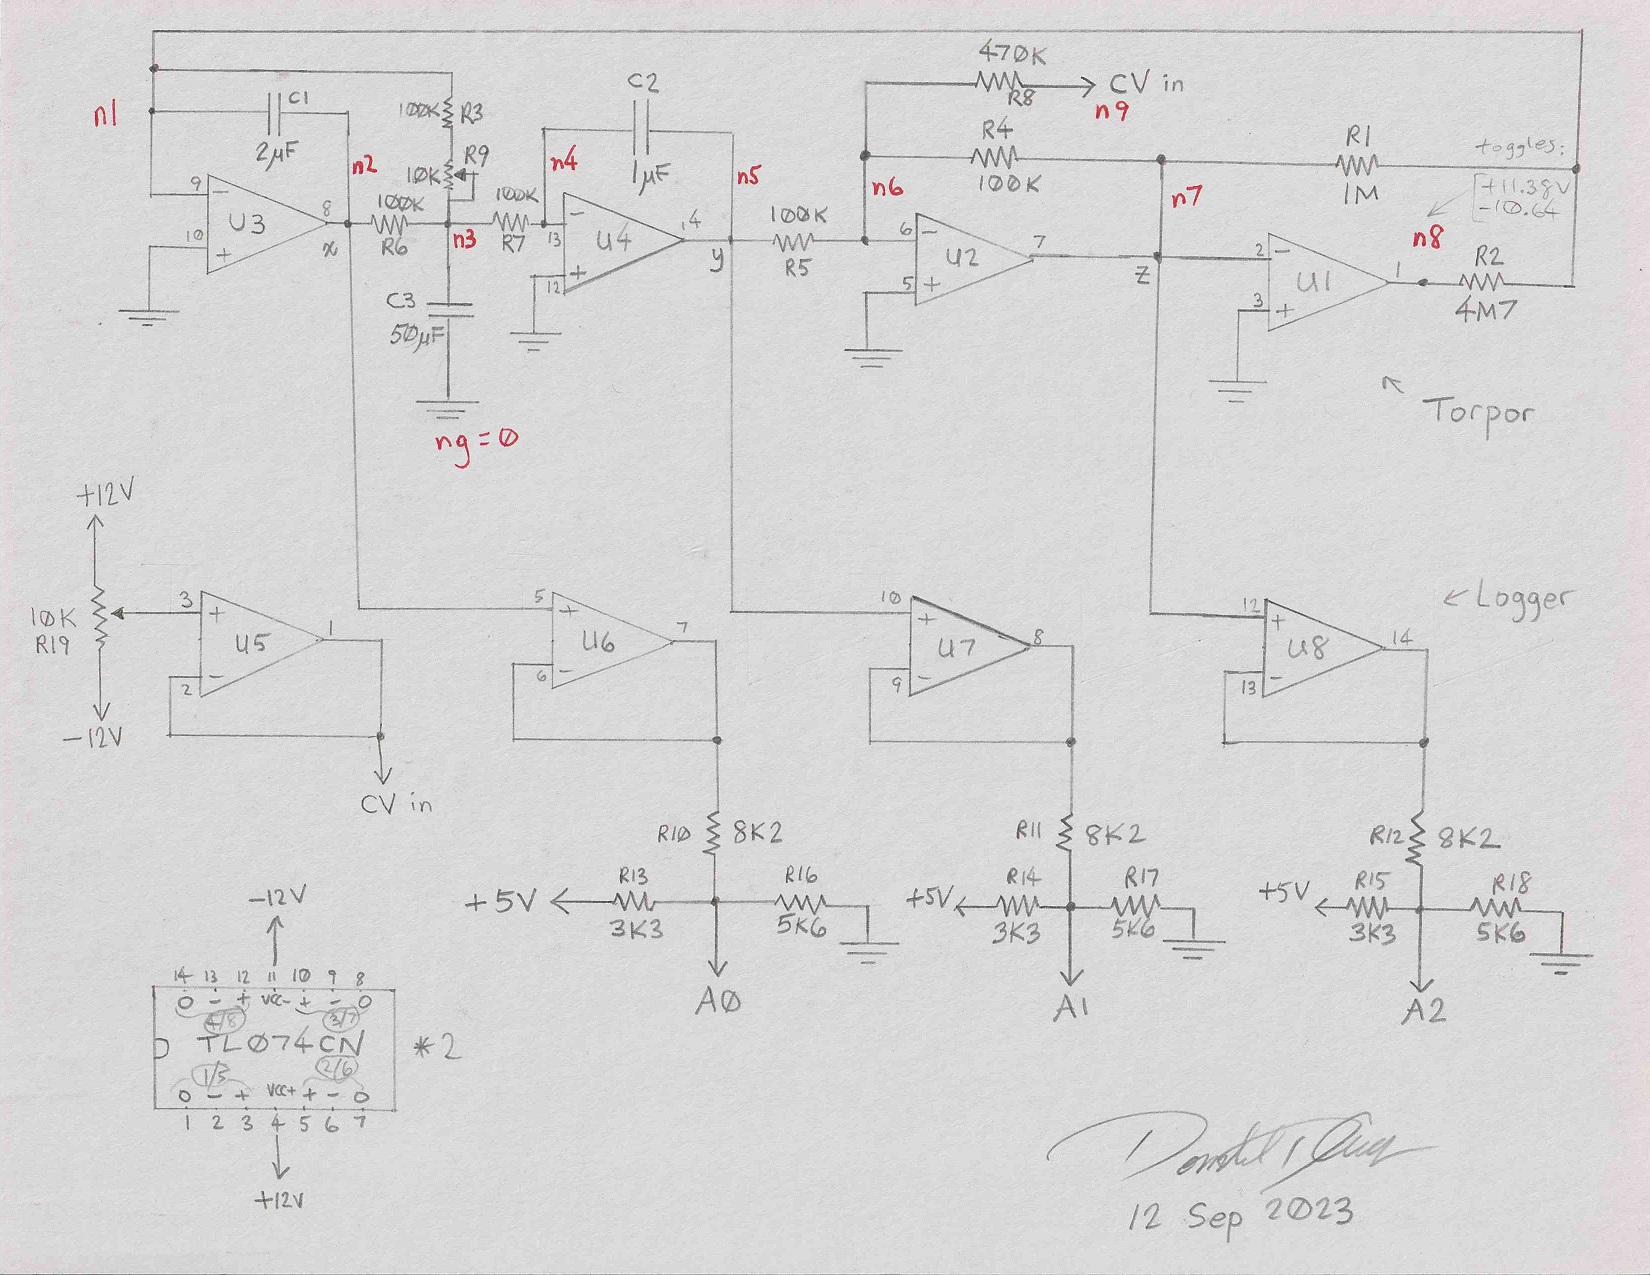 470K
R8
CV in
n9
n1
C1
2µF
100K R3
C2
1µF
R4
100K
R1
1M
toggles:
+11.38V
-10.64
n2
R9
10K
n4
n5
n6
n7
n8
9 −
10 +
U3
8
x
100K
R6
n3
100K
R7
13 −
12 +
U4
14
y
100K
R5
6 −
5 +
U2
7
z
2 −
3 +
U1
1
R2
4M7
C3
50µF
ng=0
Torpor
+12V
10K
R19
-12V
3 +
2 −
U5
1
CV in
5 +
6 −
U6
7
10 +
9 −
U7
8
12 +
13 −
U8
14
Logger
R10 8K2
R11 8K2
R12 8K2
+5V
R13
3K3
R16
5K6
A0
+5V
R14
3K3
R17
5K6
A1
+5V
R15
3K3
R18
5K6
A2
-12V
14 13 12 11 10 9 8
O − + VCC- + − O
4/8 3/7
TL074CN *2
1/5 2/6
O − + VCC+ + − O
1 2 3 4 5 6 7
+12V
12 Sep 2023